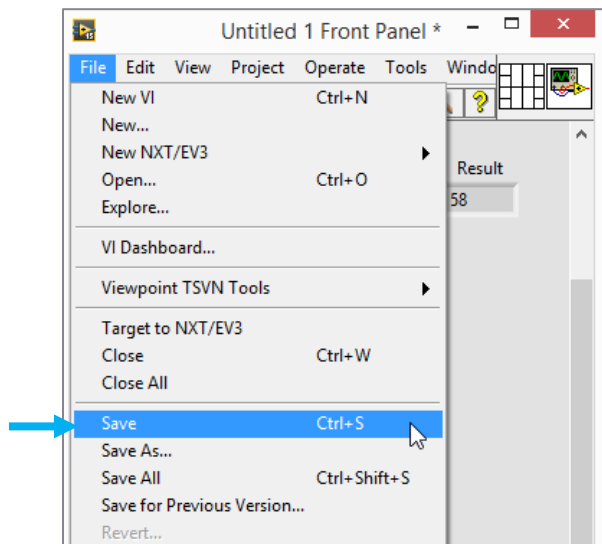 Untitled 1 Front Panel *
File Edit View Project Operate Tools Windo
New VI Ctrl+N
New...
New NXT/EV3
Open... Ctrl+O
Explore...
Result
58
VI Dashboard...
Viewpoint TSVN Tools
Target to NXT/EV3
Close Ctrl+W
Close All
Save Ctrl+S
Save As...
Save All Ctrl+Shift+S
Save for Previous Version...
Revert...